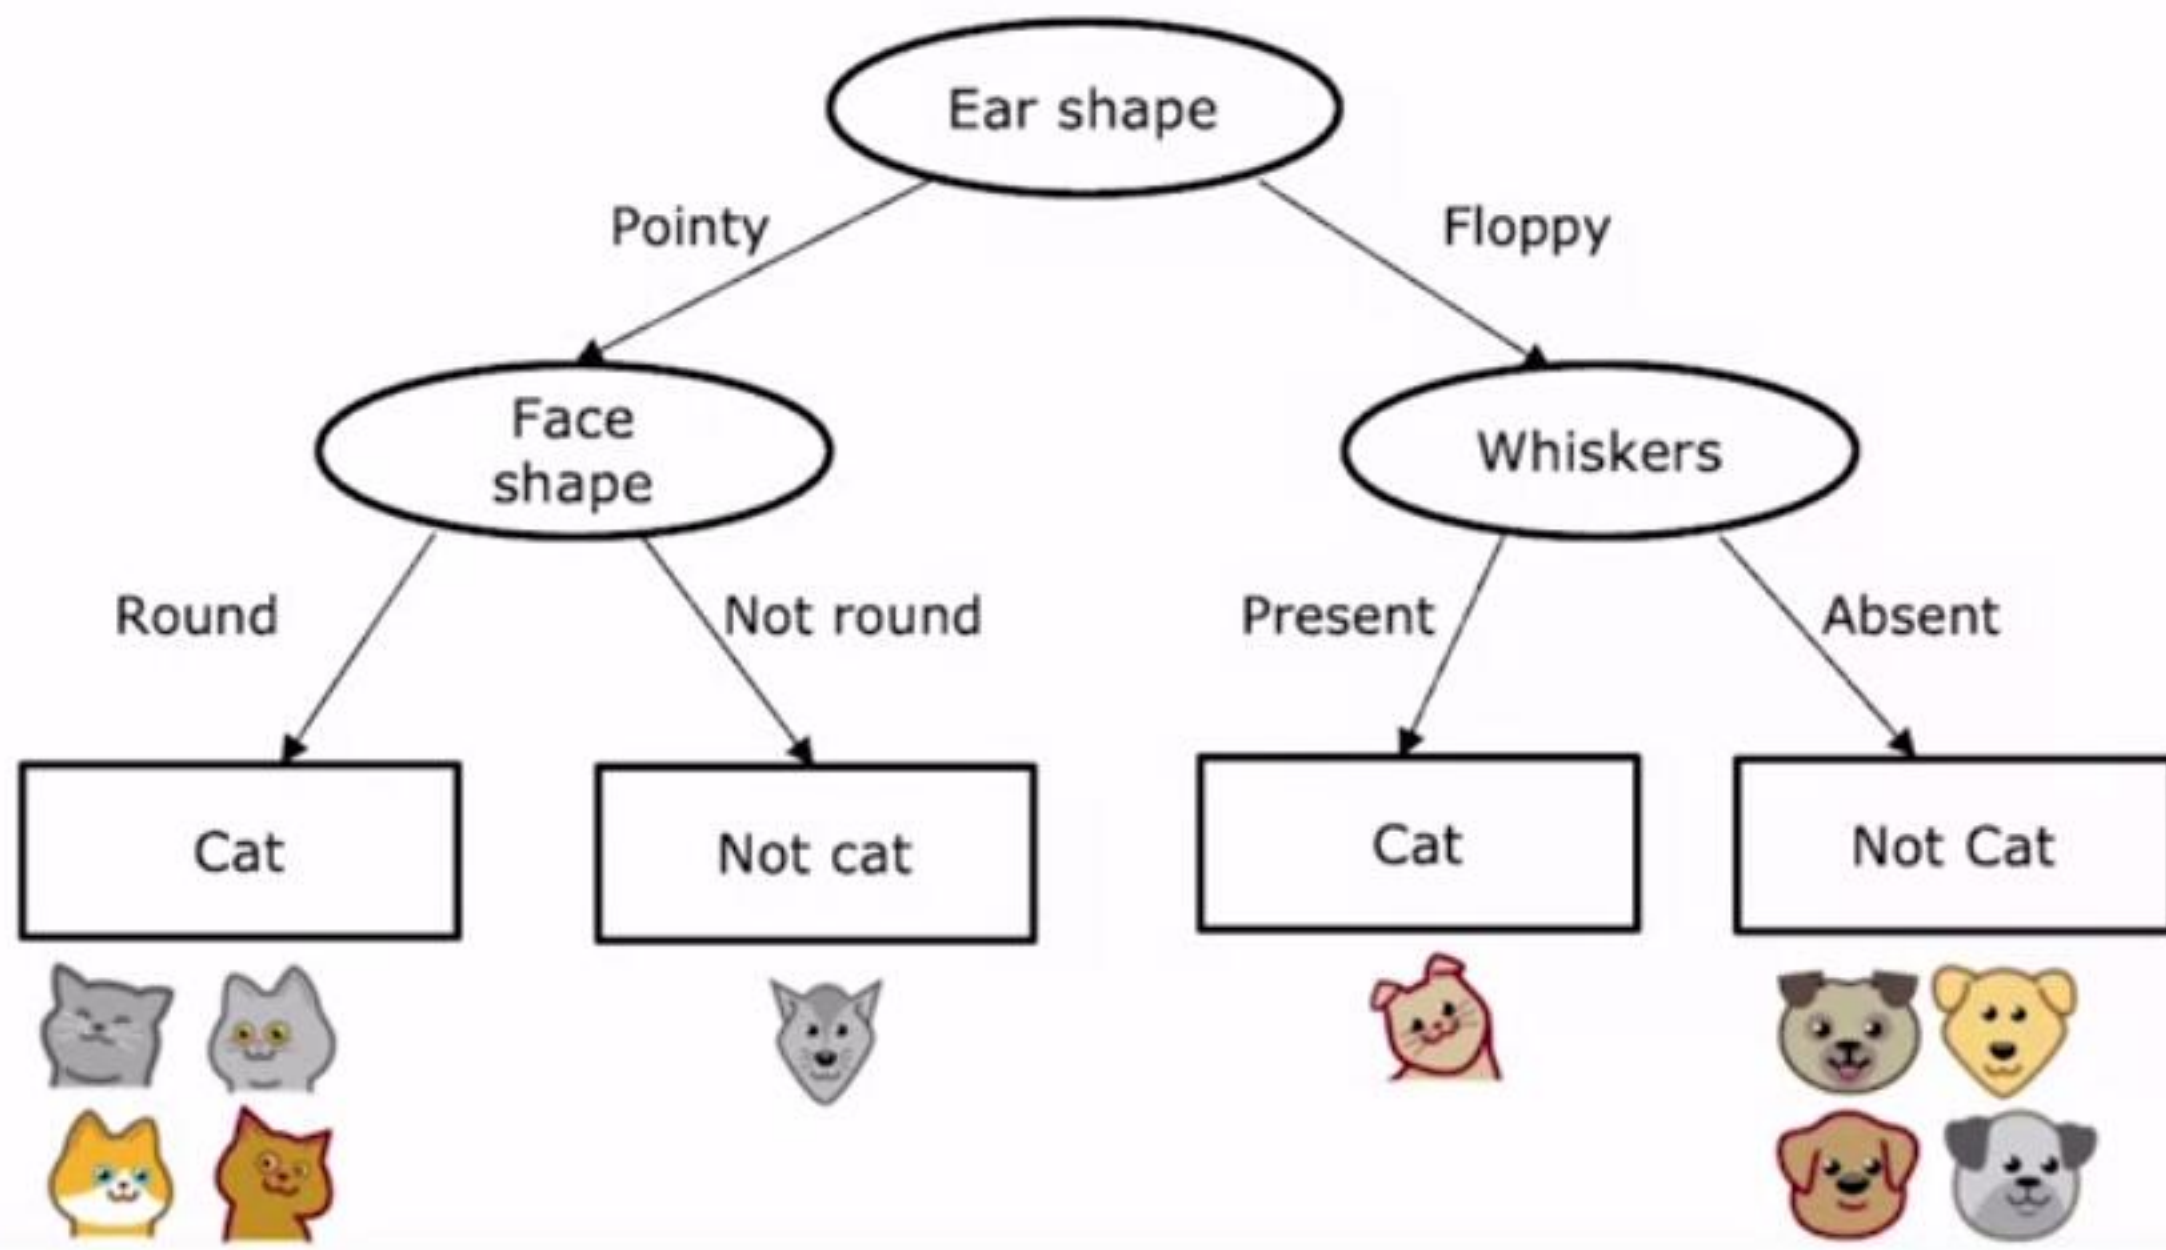 Ear shape
Pointy
Floppy
Face
shape
Whiskers
Round
Not round
Present
Absent
Cat
Not cat
Cat
Not Cat